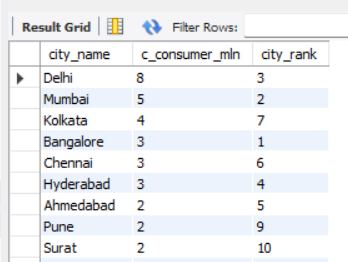 Result Grid Filter Rows:
city_name c_consumer_mln city_rank
Delhi 8 3
Mumbai 5 2
Kolkata 4 7
Bangalore 3 1
Chennai 3 6
Hyderabad 3 4
Ahmedabad 2 5
Pune 2 9
Surat 2 10